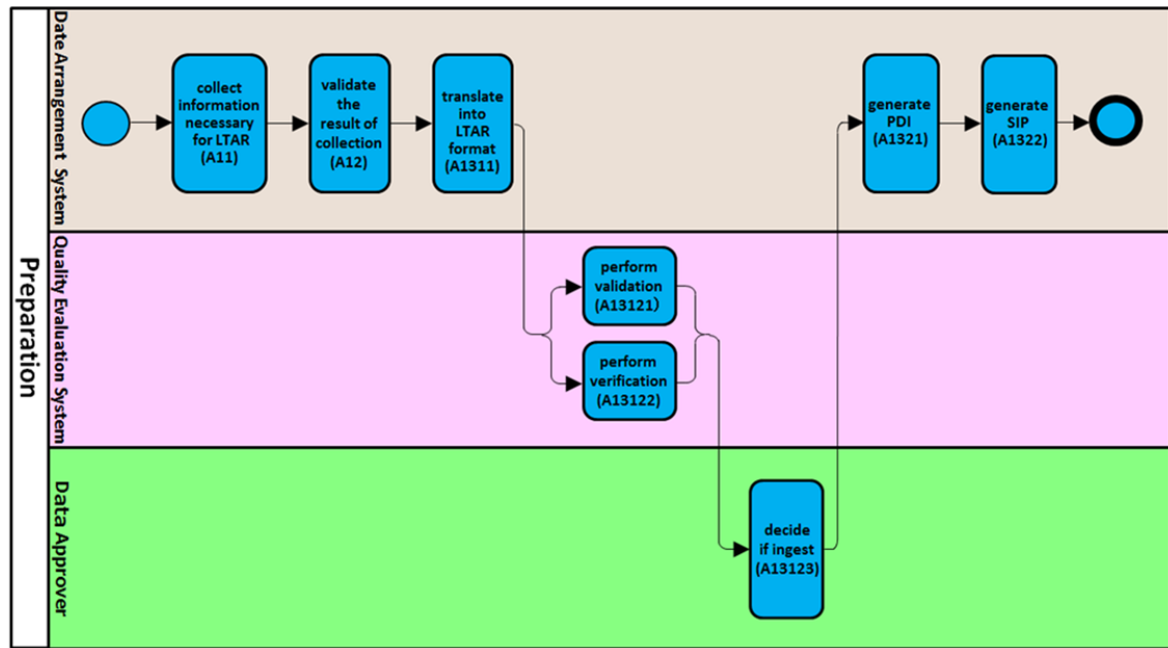 Preparation
Date Arrangement System
collect
information
necessary
for LTAR
(A11)
validate
the
result of
collection
(A12)
translate
into
LTAR
format
(A1311)
generate
PDI
(A1321)
generate
SIP
(A1322)
Quality Evaluation System
perform
validation
(A13121)
perform
verification
(A13122)
Data Approver
decide
if ingest
(A13123)